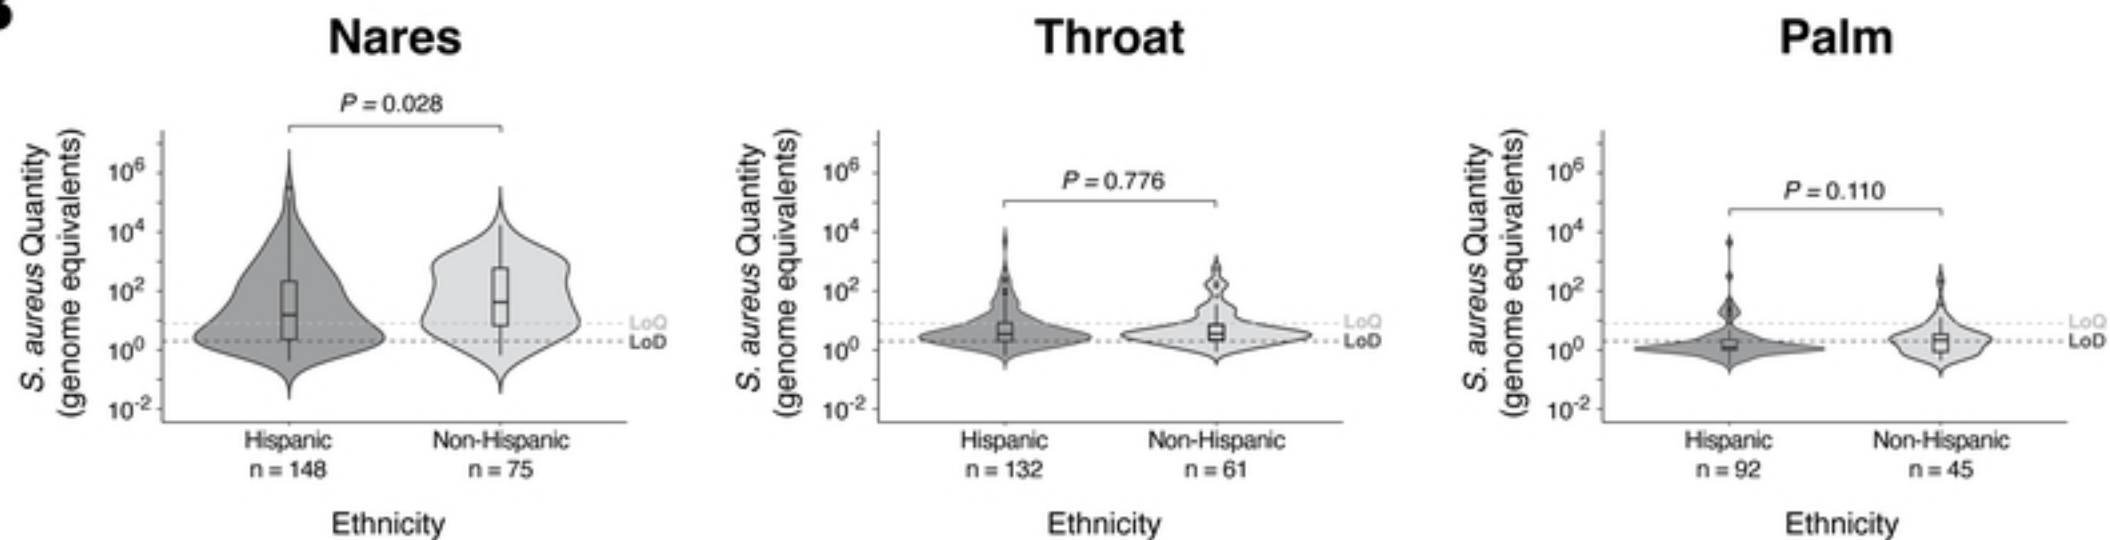 Nares
P = 0.028
S. aureus Quantity
(genome equivalents)
10^6
10^4
10^2
10^0
10^-2
LoQ
LoD
Hispanic
n = 148
Non-Hispanic
n = 75
Ethnicity
Throat
P = 0.776
S. aureus Quantity
(genome equivalents)
10^6
10^4
10^2
10^0
10^-2
LoQ
LoD
Hispanic
n = 132
Non-Hispanic
n = 61
Ethnicity
Palm
P = 0.110
S. aureus Quantity
(genome equivalents)
10^6
10^4
10^2
10^0
10^-2
LoQ
LoD
Hispanic
n = 92
Non-Hispanic
n = 45
Ethnicity